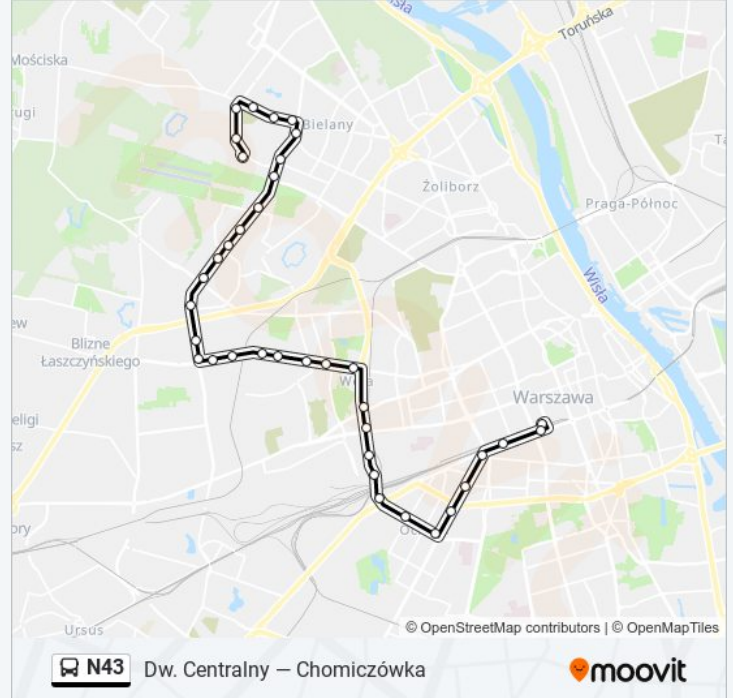 Wisła
Toruńska
Mościska
Bielany
Żoliborz
Praga-Północ
Wisła
Blizne
Łaszczyńskiego
Warszawa
Ursus
© OpenStreetMap contributors | © OpenMapTiles
N43 Dw. Centralny — Chomiczówka
moovit